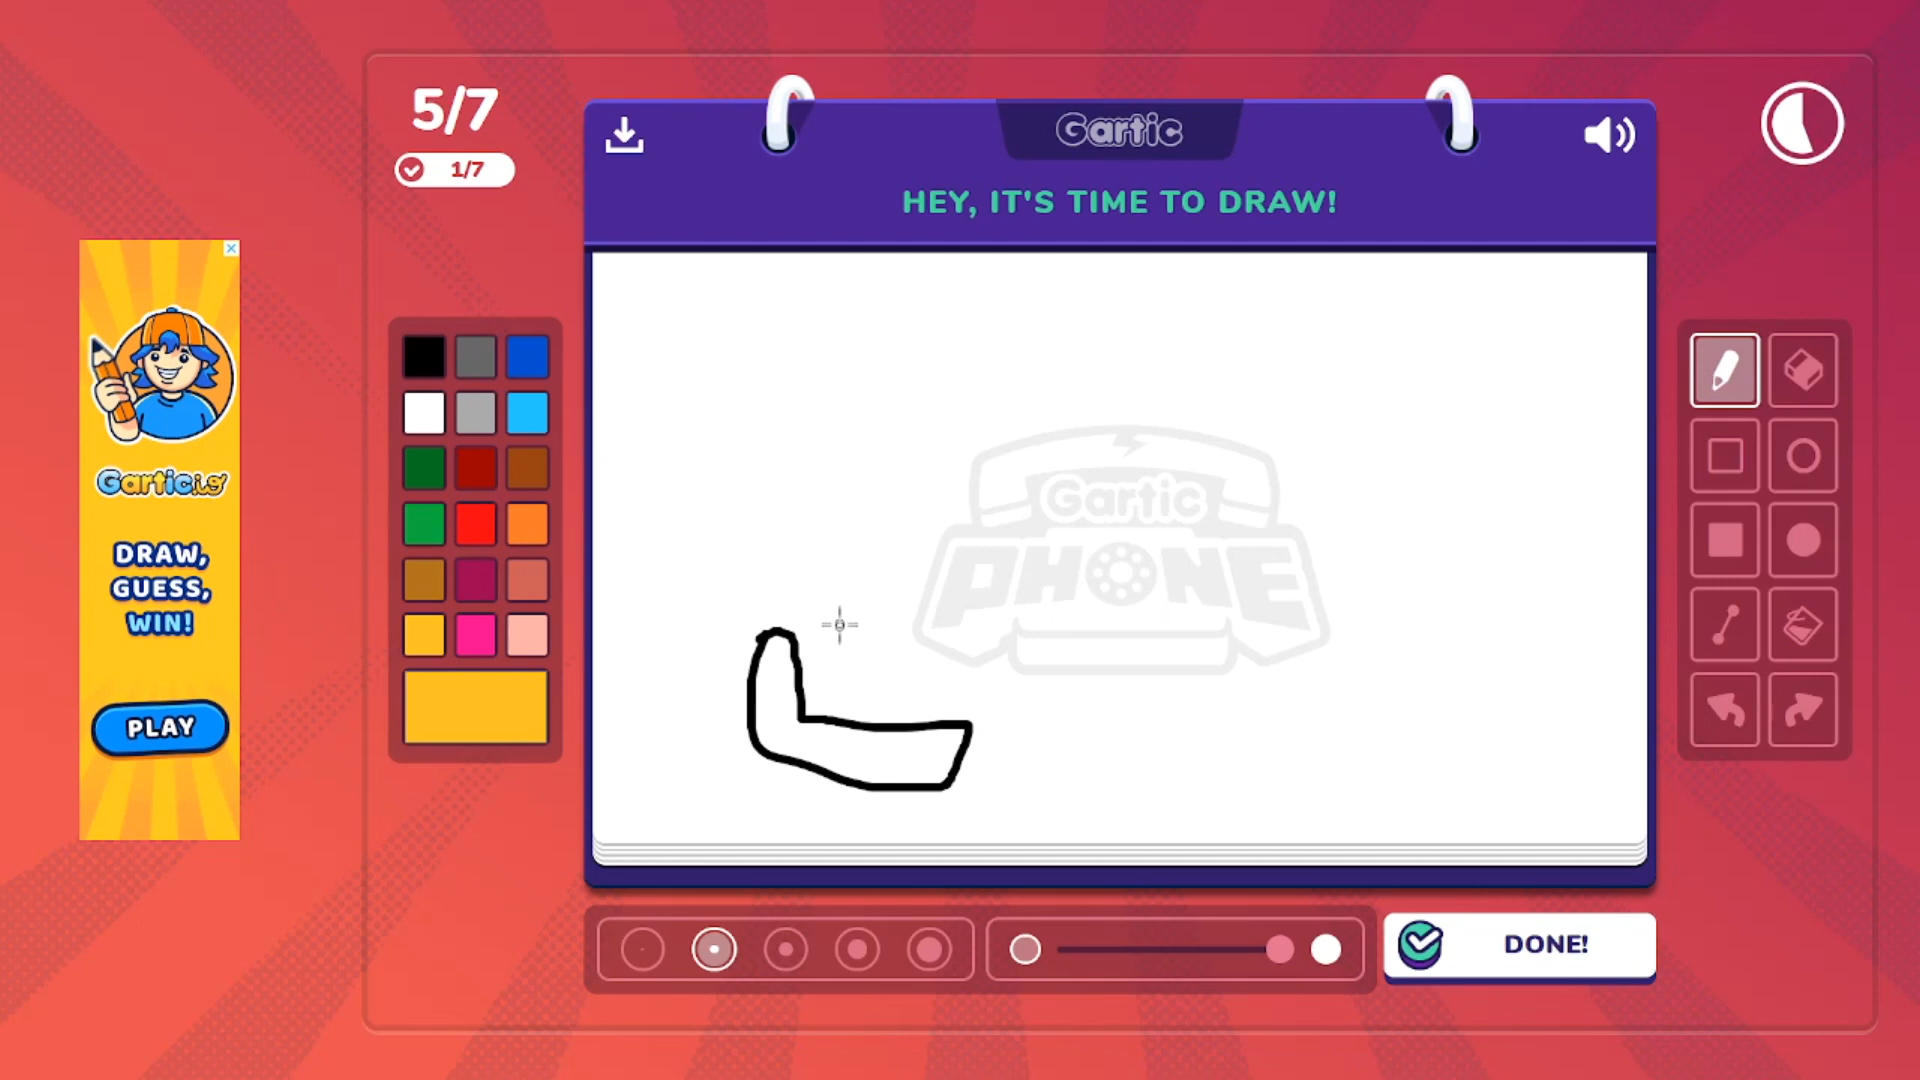 5/7
1/7
Gartic
HEY, IT'S TIME TO DRAW!
Gartic
PHONE
Gartic.io
DRAW,
GUESS,
WIN!
PLAY
DONE!